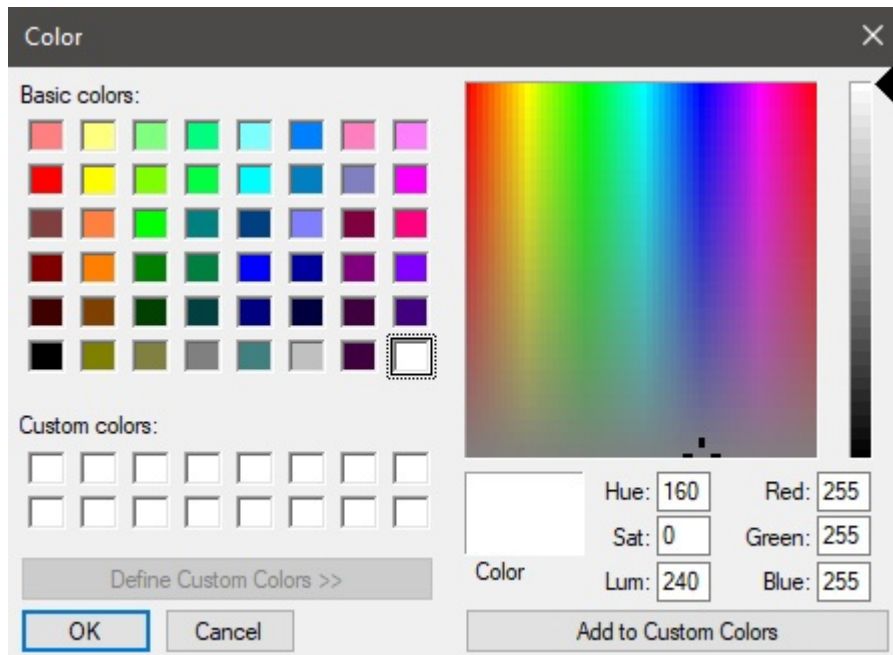 Color
Basic colors:
Custom colors:
Define Custom Colors >>
OK Cancel
Color
Hue: 160 Red: 255
Sat: 0 Green: 255
Lum: 240 Blue: 255
Add to Custom Colors